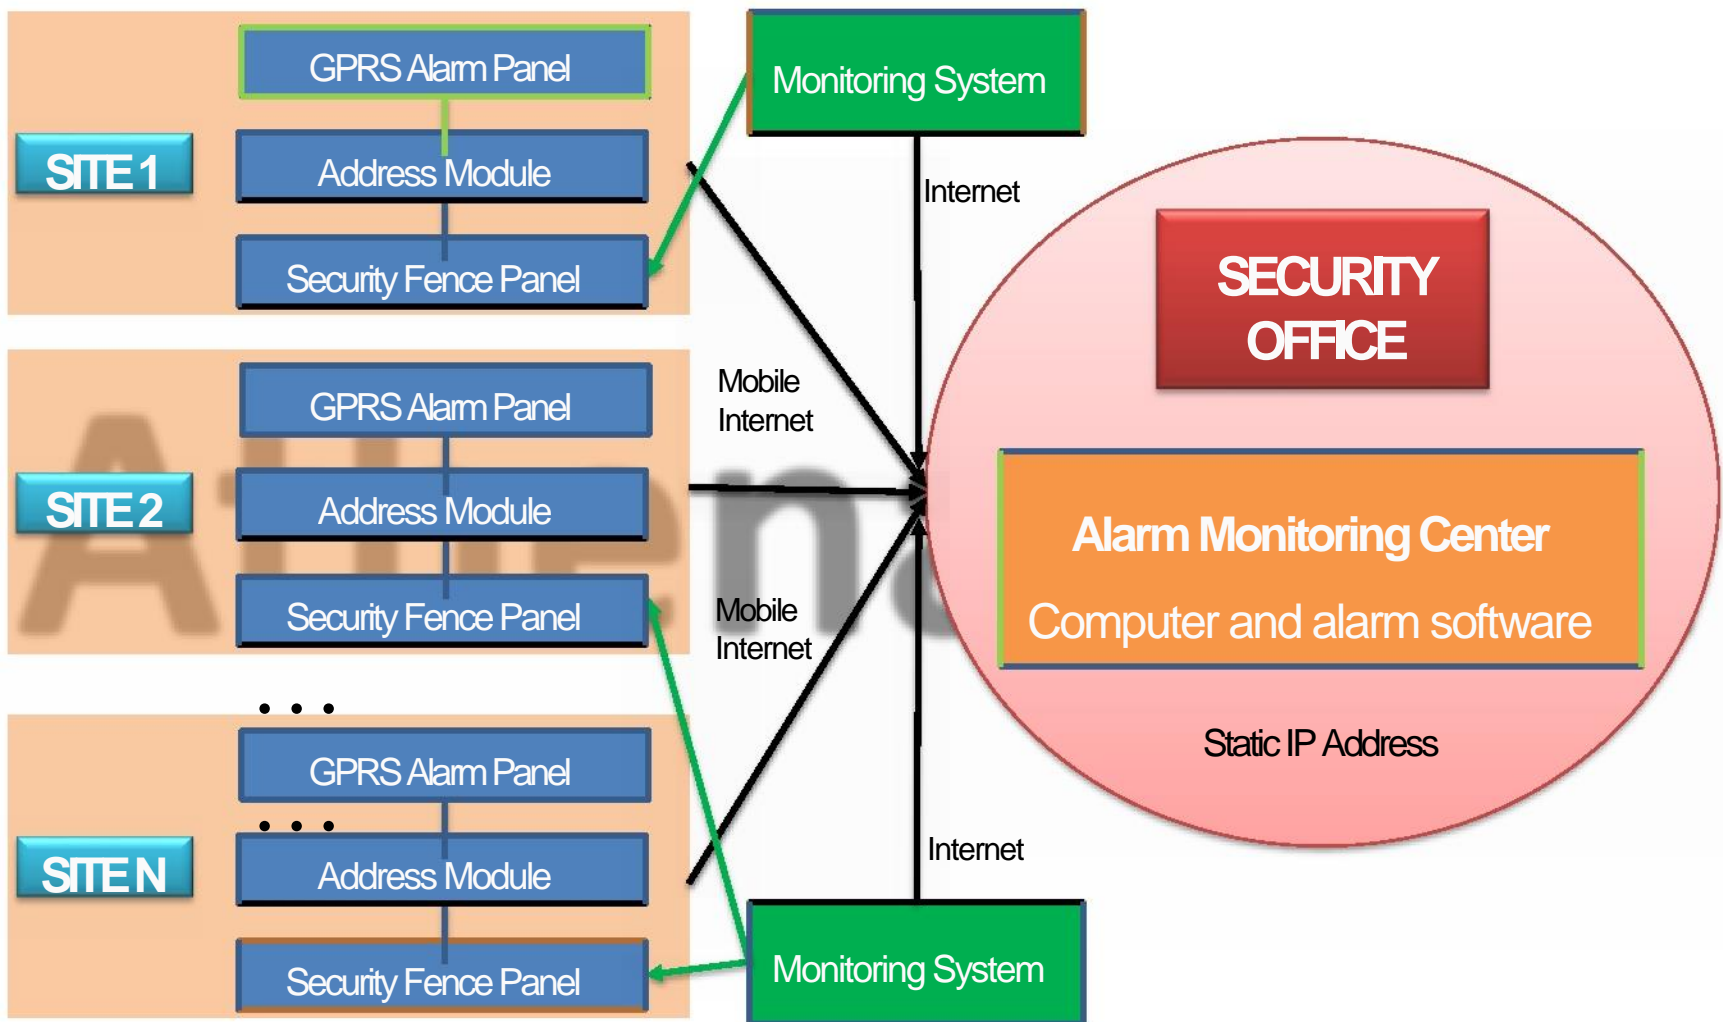 GPRS Alarm Panel
SITE 1
Address Module
Security Fence Panel
Monitoring System
Internet
GPRS Alarm Panel
SITE 2
Address Module
Security Fence Panel
Mobile
Internet
Mobile
Internet
• • •
GPRS Alarm Panel
• • •
SITE N
Address Module
Security Fence Panel
Internet
Monitoring System
SECURITY
OFFICE
Alarm Monitoring Center
Computer and alarm software
Static IP Address
Athena